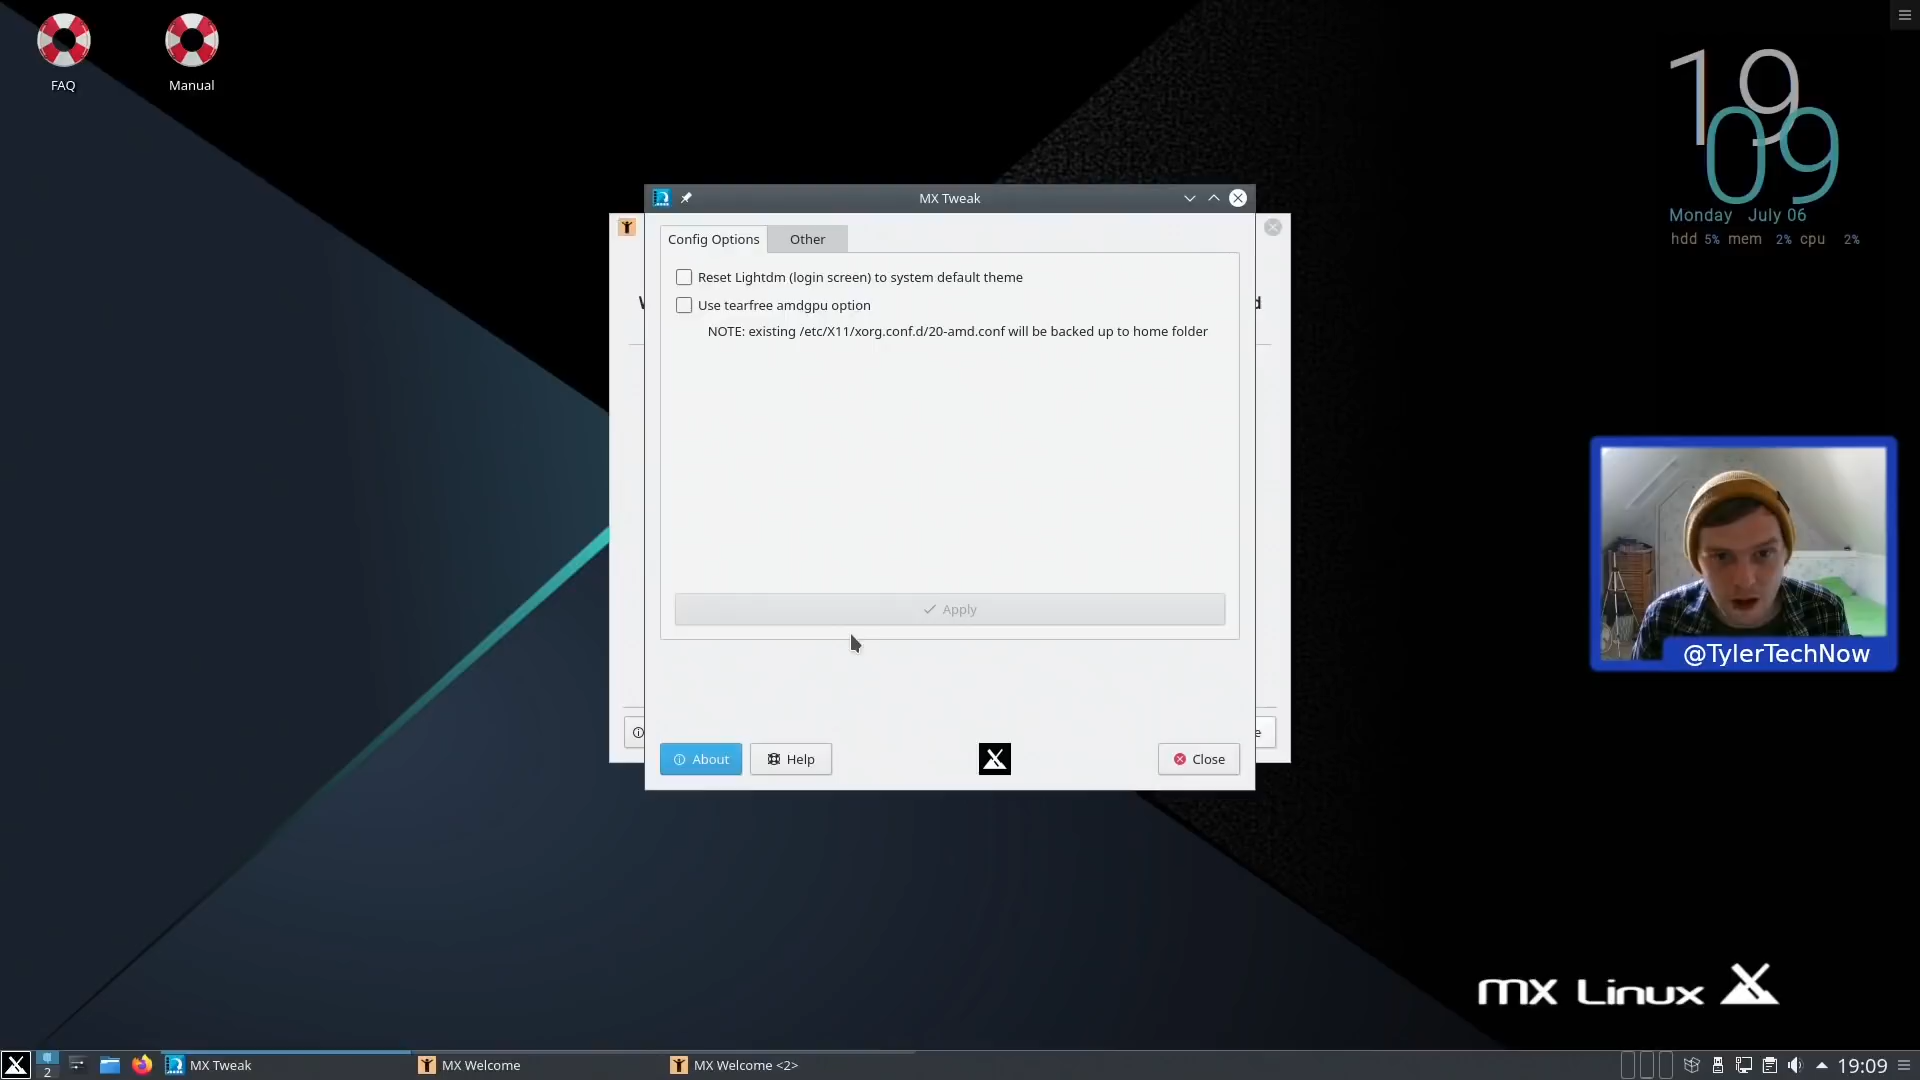 FAQ
Manual
19
09
Monday July 06
hdd 5% mem 2% cpu 2%
MX Tweak
Config Options
Other
Reset Lightdm (login screen) to system default theme
Use tearfree amdgpu option
NOTE: existing /etc/X11/xorg.conf.d/20-amd.conf will be backed up to home folder
Apply
About
Help
Close
@TylerTechNow
mx Linux
2
MX Tweak
MX Welcome
MX Welcome <2>
19:09